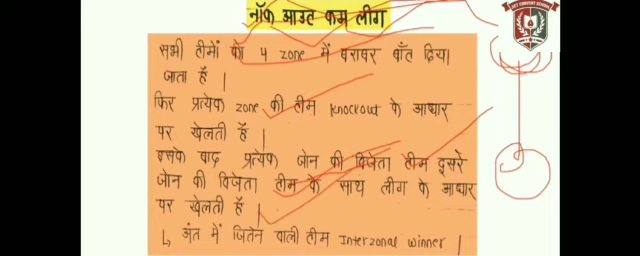 नॉक आउट कम लीग
सभी टीमों को 4 zone में बराबर बाँट दिया
जाता है |
फिर प्रत्येक zone की टीम knockout के आधार
पर खेलती है |
इसके बाद प्रत्येक जोन की विजेता टीम दूसरे
जोन की विजेता टीम के साथ लीग के आधार
पर खेलती है |
↳ अंत में जितने वाली टीम Interzonal winner |